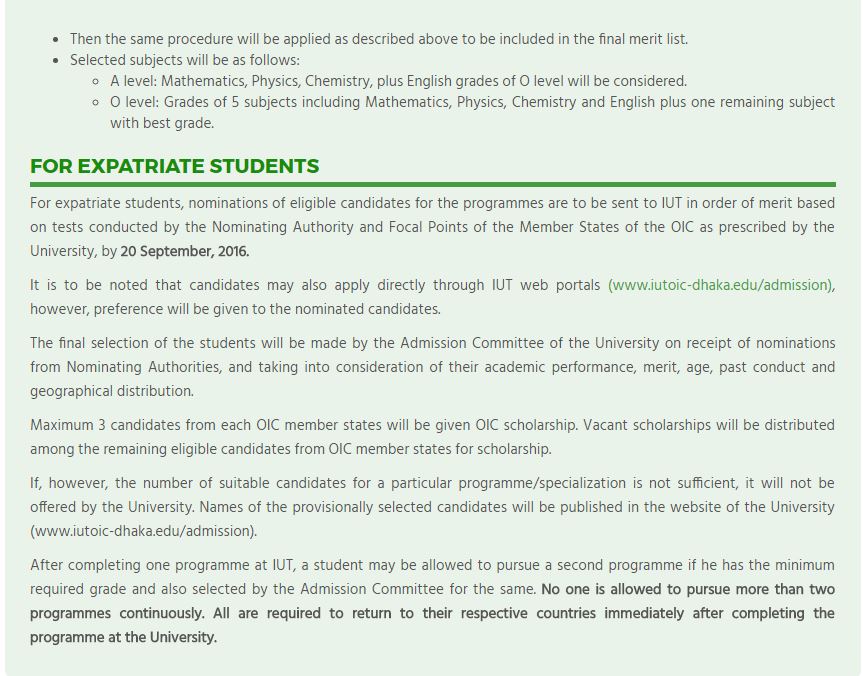 • Then the same procedure will be applied as described above to be included in the final merit list.
• Selected subjects will be as follows:
◦ A level: Mathematics, Physics, Chemistry, plus English grades of O level will be considered.
◦ O level: Grades of 5 subjects including Mathematics, Physics, Chemistry and English plus one remaining subject
with best grade.
FOR EXPATRIATE STUDENTS
For expatriate students, nominations of eligible candidates for the programmes are to be sent to IUT in order of merit based
on tests conducted by the Nominating Authority and Focal Points of the Member States of the OIC as prescribed by the
University, by 20 September, 2016.
It is to be noted that candidates may also apply directly through IUT web portals (www.iutoic-dhaka.edu/admission),
however, preference will be given to the nominated candidates.
The final selection of the students will be made by the Admission Committee of the University on receipt of nominations
from Nominating Authorities, and taking into consideration of their academic performance, merit, age, past conduct and
geographical distribution.
Maximum 3 candidates from each OIC member states will be given OIC scholarship. Vacant scholarships will be distributed
among the remaining eligible candidates from OIC member states for scholarship.
If, however, the number of suitable candidates for a particular programme/specialization is not sufficient, it will not be
offered by the University. Names of the provisionally selected candidates will be published in the website of the University
(www.iutoic-dhaka.edu/admission).
After completing one programme at IUT, a student may be allowed to pursue a second programme if he has the minimum
required grade and also selected by the Admission Committee for the same. No one is allowed to pursue more than two
programmes continuously. All are required to return to their respective countries immediately after completing the
programme at the University.